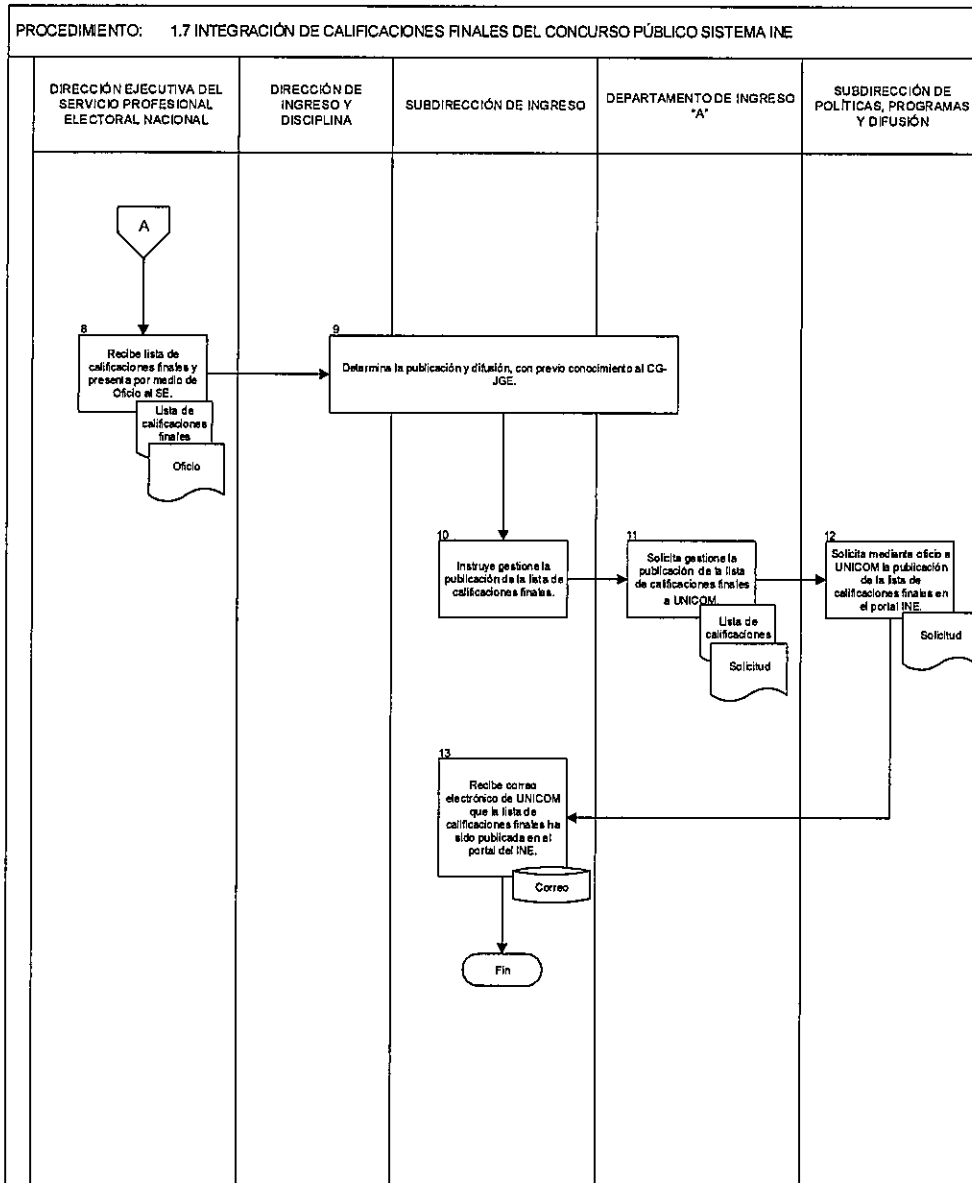 PROCEDIMIENTO: 1.7 INTEGRACIÓN DE CALIFICACIONES FINALES DEL CONCURSO PÚBLICO SISTEMA INE
DIRECCIÓN EJECUTIVA DEL
SERVICIO PROFESIONAL
ELECTORAL NACIONAL
DIRECCIÓN DE
INGRESO Y
DISCIPLINA
SUBDIRECCIÓN DE INGRESO
DEPARTAMENTO DE INGRESO
"A"
SUBDIRECCIÓN DE
POLÍTICAS, PROGRAMAS
Y DIFUSIÓN
A
8
Recibe lista de
calificaciones finales y
presenta por medio de
Oficio al SE.
Lista de
calificaciones
finales
Oficio
9
Determina la publicación y difusión, con previo conocimiento al CG-
JGE.
10
Instruye gestione la
publicación de la lista de
calificaciones finales.
11
Solicita gestione la
publicación de la lista
de calificaciones finales
a UNICOM.
Lista de
calificaciones
Solicitud
12
Solicita mediante oficio a
UNICOM la publicación
de la lista de
calificaciones finales en
el portal INE.
Solicitud
13
Recibe correo
electrónico de UNICOM
que la lista de
calificaciones finales ha
sido publicada en el
portal del INE.
Correo
Fin